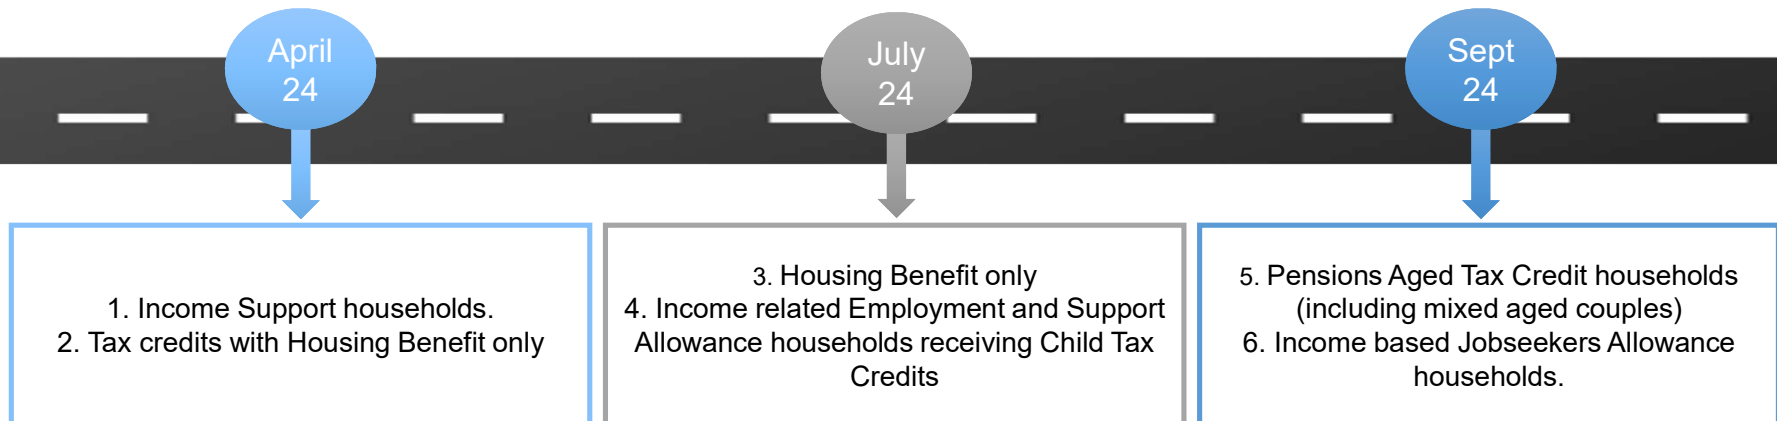 April
24
July
24
Sept
24
1. Income Support households.
2. Tax credits with Housing Benefit only
3. Housing Benefit only
4. Income related Employment and Support
Allowance households receiving Child Tax
Credits
5. Pensions Aged Tax Credit households
(including mixed aged couples)
6. Income based Jobseekers Allowance
households.